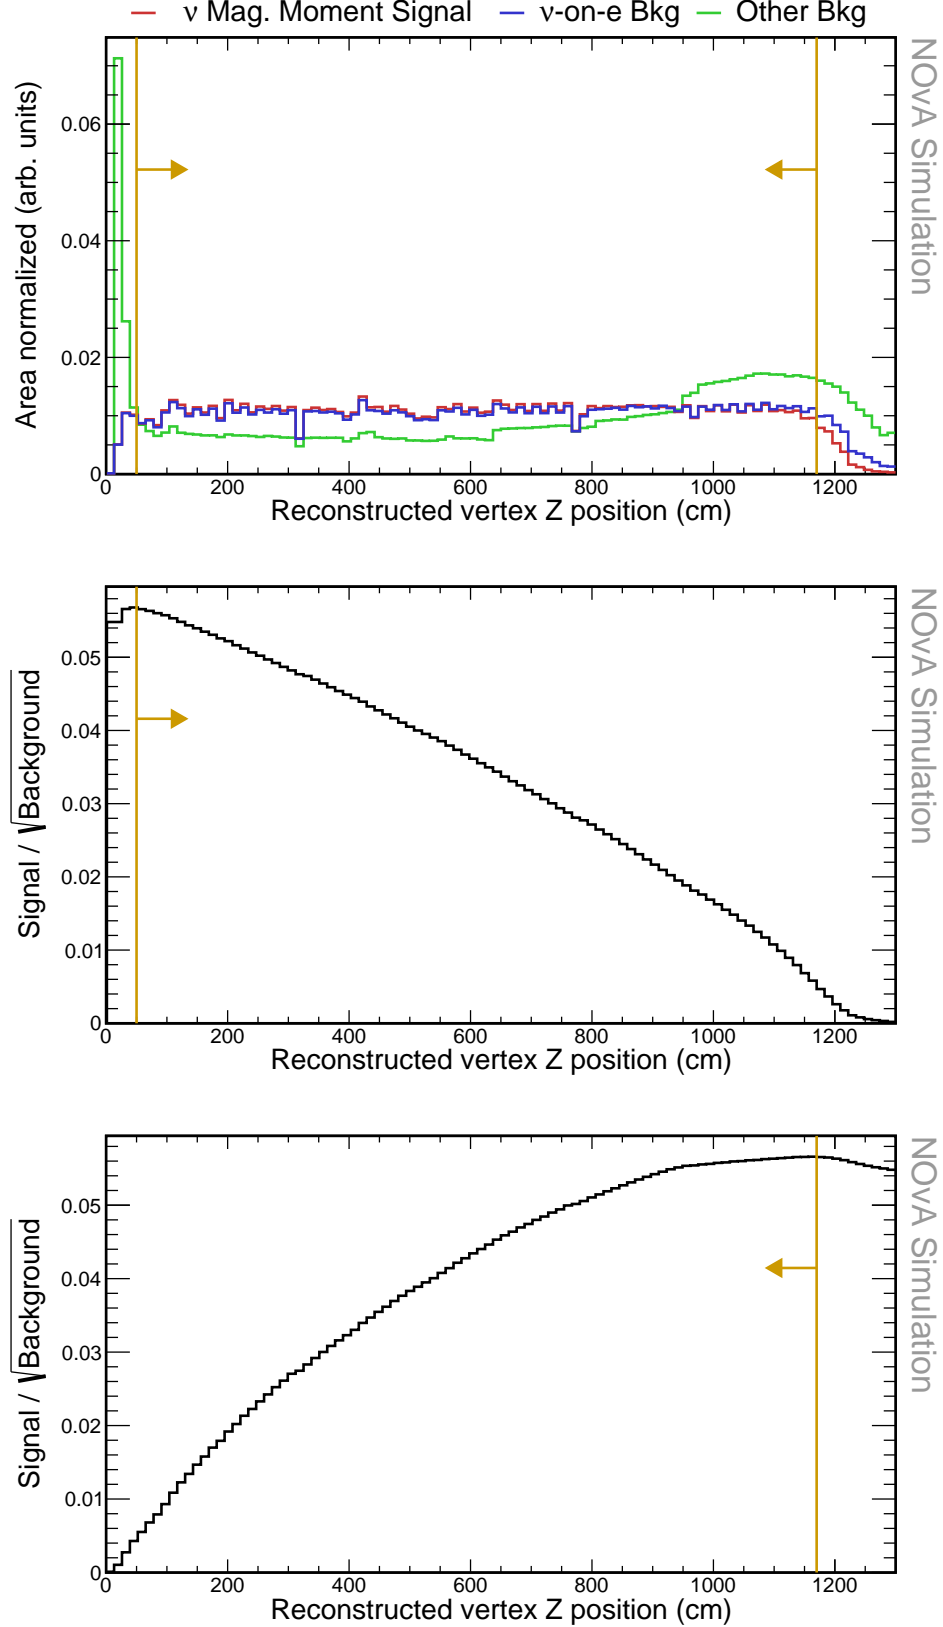 ν Mag. Moment Signal ν-on-e Bkg Other Bkg
NOνA Simulation
Area normalized (arb. units)
0.06
0.04
0.02
0
0 200 400 600 800 1000 1200
Reconstructed vertex Z position (cm)
NOνA Simulation
Signal / √Background
0.05
0.04
0.03
0.02
0.01
0
0 200 400 600 800 1000 1200
Reconstructed vertex Z position (cm)
NOνA Simulation
Signal / √Background
0.05
0.04
0.03
0.02
0.01
0
0 200 400 600 800 1000 1200
Reconstructed vertex Z position (cm)